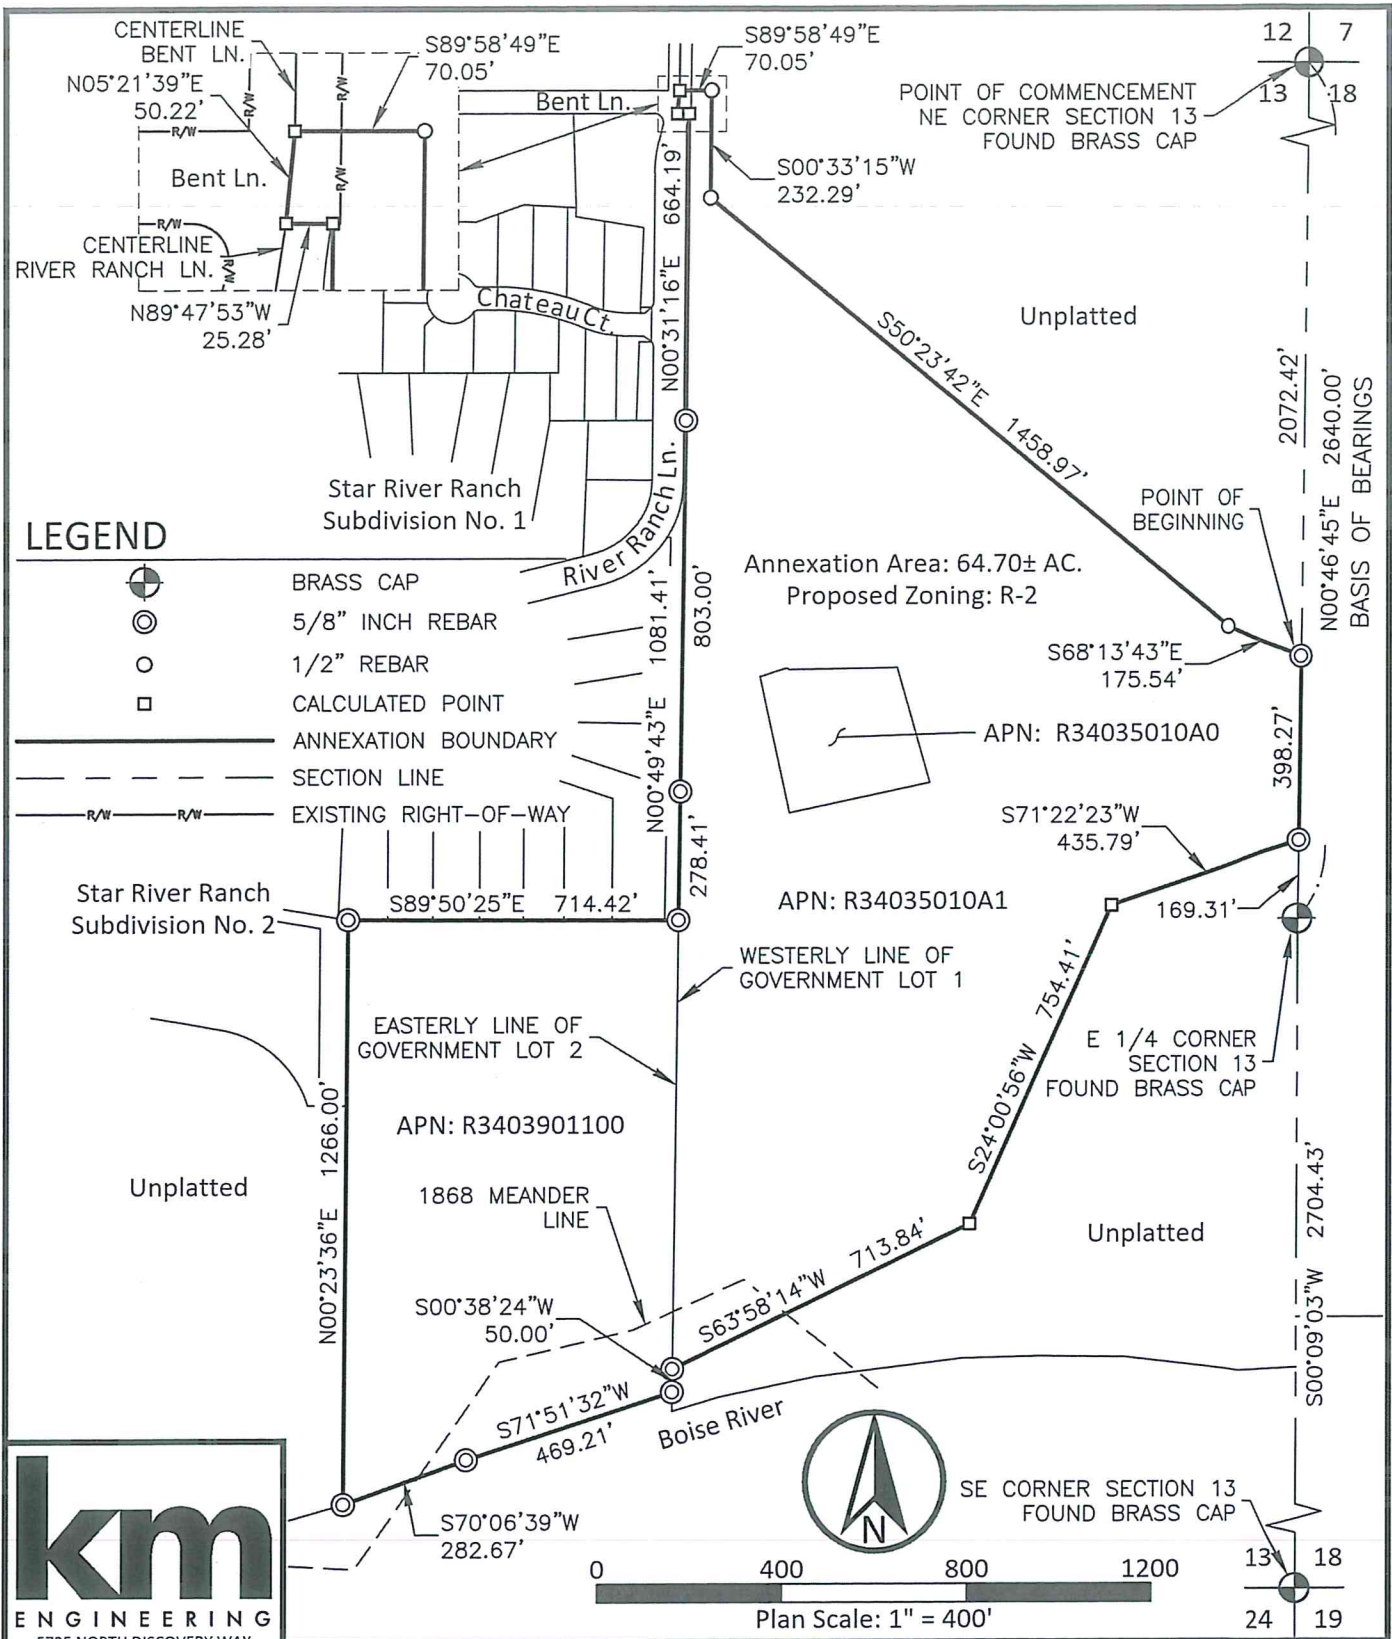 CENTERLINE
BENT LN.
N05°21'39"E
50.22'
S89°58'49"E
70.05'
R/W
R/W
R/W
Bent Ln.
R/W
R/W
CENTERLINE
RIVER RANCH LN.
R/W
N89°47'53"W
25.28'
Bent Ln.
S89°58'49"E
70.05'
S00°33'15"W
232.29'
12 7
13 18
POINT OF COMMENCEMENT
NE CORNER SECTION 13
FOUND BRASS CAP
N00°31'16"E 664.19'
Chateau Ct.
S50°23'42"E 1458.97'
Unplatted
2072.42'
N00°46'45"E 2640.00'
BASIS OF BEARINGS
POINT OF
BEGINNING
Star River Ranch
Subdivision No. 1
River Ranch Ln.
LEGEND
BRASS CAP
5/8" INCH REBAR
1/2" REBAR
CALCULATED POINT
ANNEXATION BOUNDARY
SECTION LINE
R/W R/W
EXISTING RIGHT-OF-WAY
Annexation Area: 64.70± AC.
Proposed Zoning: R-2
N00°49'43"E 1081.41'
803.00'
278.41'
S68°13'43"E
175.54'
APN: R34035010A0
398.27'
S71°22'23"W
435.79'
169.31'
APN: R34035010A1
Star River Ranch
Subdivision No. 2
S89°50'25"E 714.42'
WESTERLY LINE OF
GOVERNMENT LOT 1
EASTERLY LINE OF
GOVERNMENT LOT 2
S24°00'56"W 754.41'
E 1/4 CORNER
SECTION 13
FOUND BRASS CAP
APN: R3403901100
N00°23'36"E 1266.00'
Unplatted
1868 MEANDER
LINE
Unplatted
S00°09'03"W 2704.43'
S63°58'14"W 713.84'
S00°38'24"W
50.00'
S71°51'32"W
469.21'
Boise River
S70°06'39"W
282.67'
N
SE CORNER SECTION 13
FOUND BRASS CAP
13 18
24 19
0 400 800 1200
Plan Scale: 1" = 400'
km
ENGINEERING